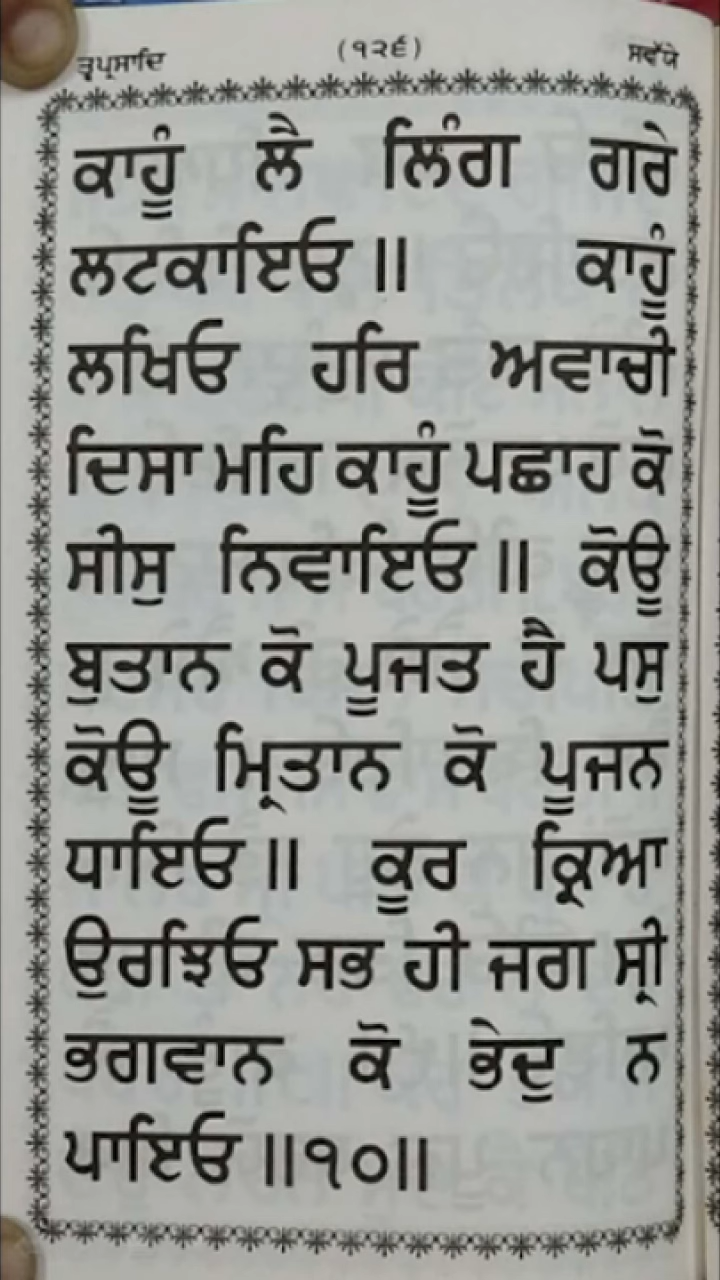 ਤ੍ਵਪ੍ਰਸਾਦਿ (੧੨੬) ਸਵੱਯੇ
ਕਾਹੂੰ ਲੈ ਲਿੰਗ ਗਰੇ
ਲਟਕਾਇਓ॥ ਕਾਹੂੰ
ਲਖਿਓ ਹਰਿ ਅਵਾਚੀ
ਦਿਸਾ ਮਹਿ ਕਾਹੂੰ ਪਛਾਹ ਕੋ
ਸੀਸੁ ਨਿਵਾਇਓ॥ ਕੋਊ
ਬੁਤਾਨ ਕੋ ਪੂਜਤ ਹੈ ਪਸੁ
ਕੋਊ ਮ੍ਰਿਤਾਨ ਕੋ ਪੂਜਨ
ਧਾਇਓ॥ ਕੂਰ ਕ੍ਰਿਆ
ਉਰਝਿਓ ਸਭ ਹੀ ਜਗ ਸ੍ਰੀ
ਭਗਵਾਨ ਕੋ ਭੇਦੁ ਨ
ਪਾਇਓ॥੧੦॥